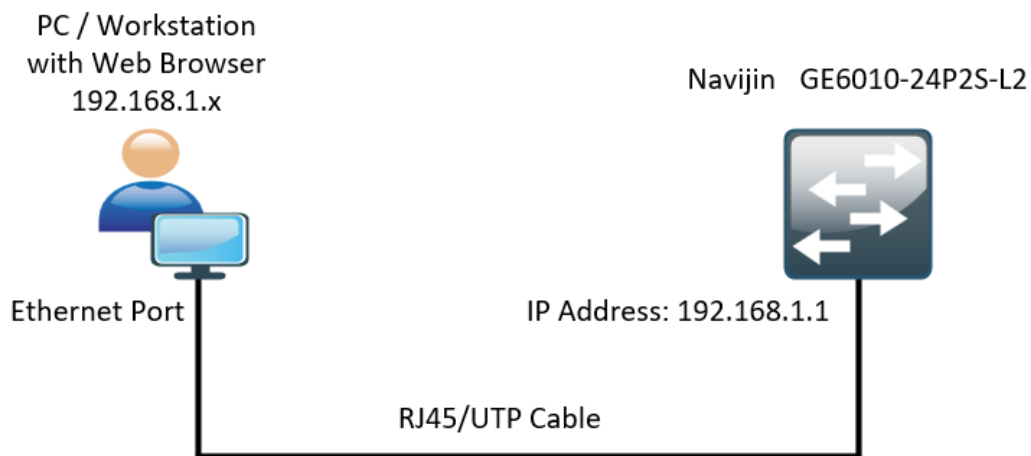 PC / Workstation
with Web Browser
192.168.1.x
Navijin GE6010-24P2S-L2
Ethernet Port
IP Address: 192.168.1.1
RJ45/UTP Cable